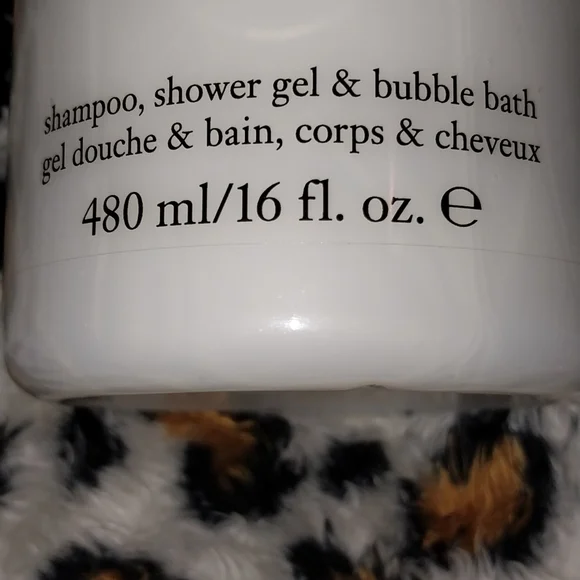 shampoo, shower gel & bubble bath
gel douche & bain, corps & cheveux
480 ml/16 fl. oz. ℮